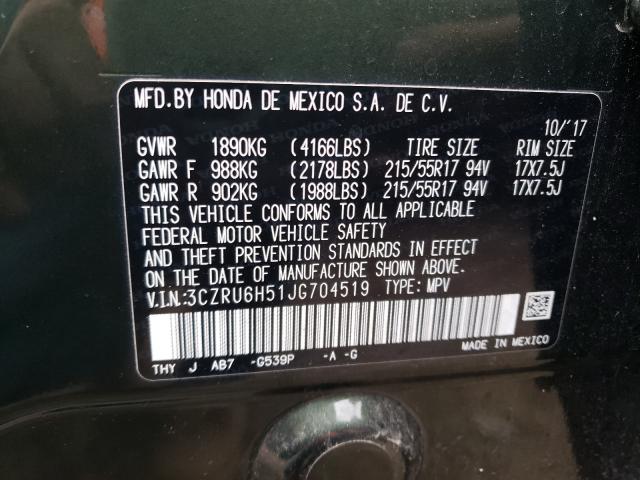 MFD.BY HONDA DE MEXICO S.A. DE C.V.
10/'17
GVWR 1890KG (4166LBS) TIRE SIZE RIM SIZE
GAWR F 988KG (2178LBS) 215/55R17 94V 17X7.5J
GAWR R 902KG (1988LBS) 215/55R17 94V 17X7.5J
THIS VEHICLE CONFORMS TO ALL APPLICABLE
FEDERAL MOTOR VEHICLE SAFETY
AND THEFT PREVENTION STANDARDS IN EFFECT
ON THE DATE OF MANUFACTURE SHOWN ABOVE.
V.I.N:3CZRU6H51JG704519 TYPE: MPV
MADE IN MEXICO
THY J AB7 -G539P -A -G